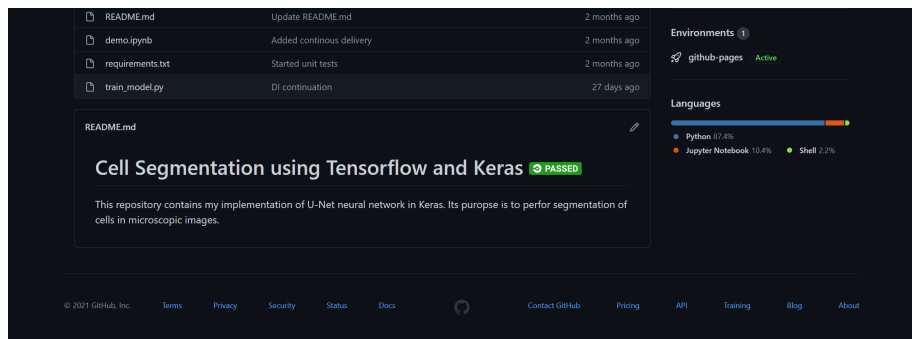 README.md Update README.md 2 months ago
demo.ipynb Added continous delivery 2 months ago
requirements.txt Started unit tests 2 months ago
train_model.py DI continuation 27 days ago
README.md
Cell Segmentation using Tensorflow and Keras PASSED
This repository contains my implementation of U-Net neural network in Keras. Its puropse is to perfor segmentation of
cells in microscopic images.
Environments 1
github-pages Active
Languages
Python 87.4%
Jupyter Notebook 10.4% Shell 2.2%
© 2021 GitHub, Inc. Terms Privacy Security Status Docs Contact GitHub Pricing API Training Blog About